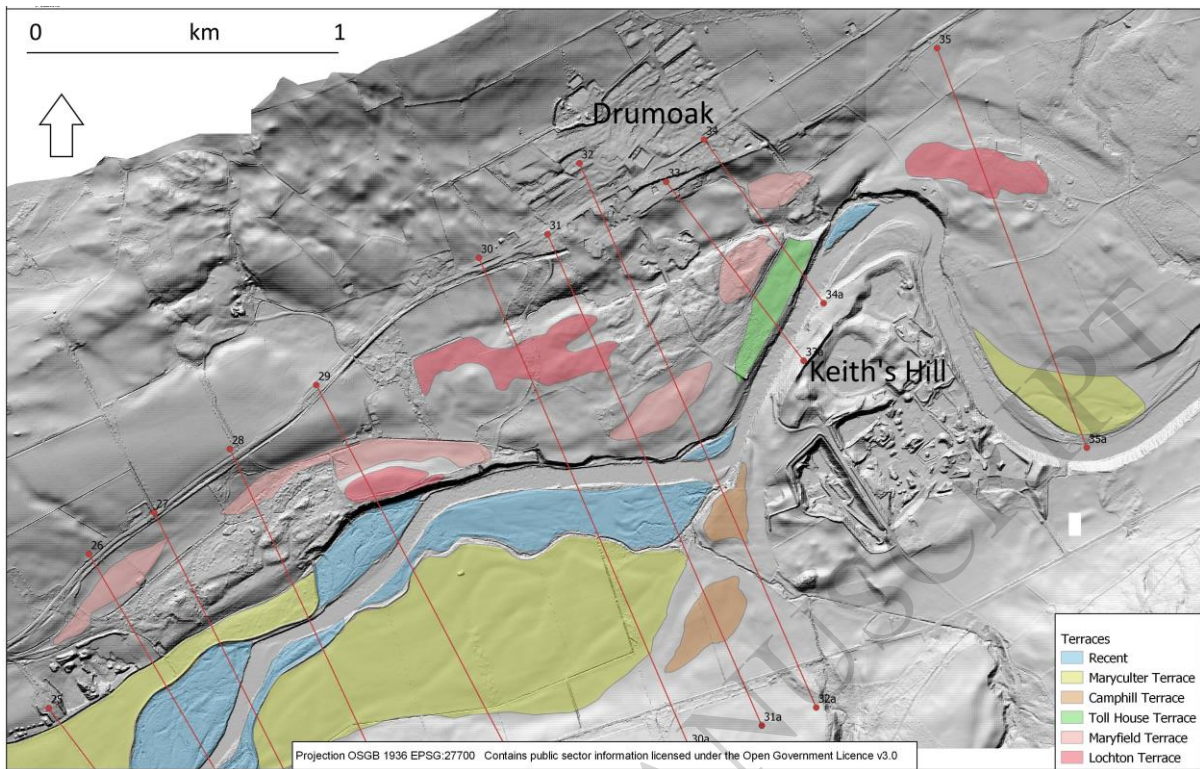 0 km 1
35
Drumoak
34
32
33
31
30
34a
33a
Keith's Hill
29
28
35a
27
26
25
32a
31a
30a
Terraces
Recent
Maryculter Terrace
Camphill Terrace
Toll House Terrace
Maryfield Terrace
Lochton Terrace
Projection OSGB 1936 EPSG:27700 Contains public sector information licensed under the Open Government Licence v3.0